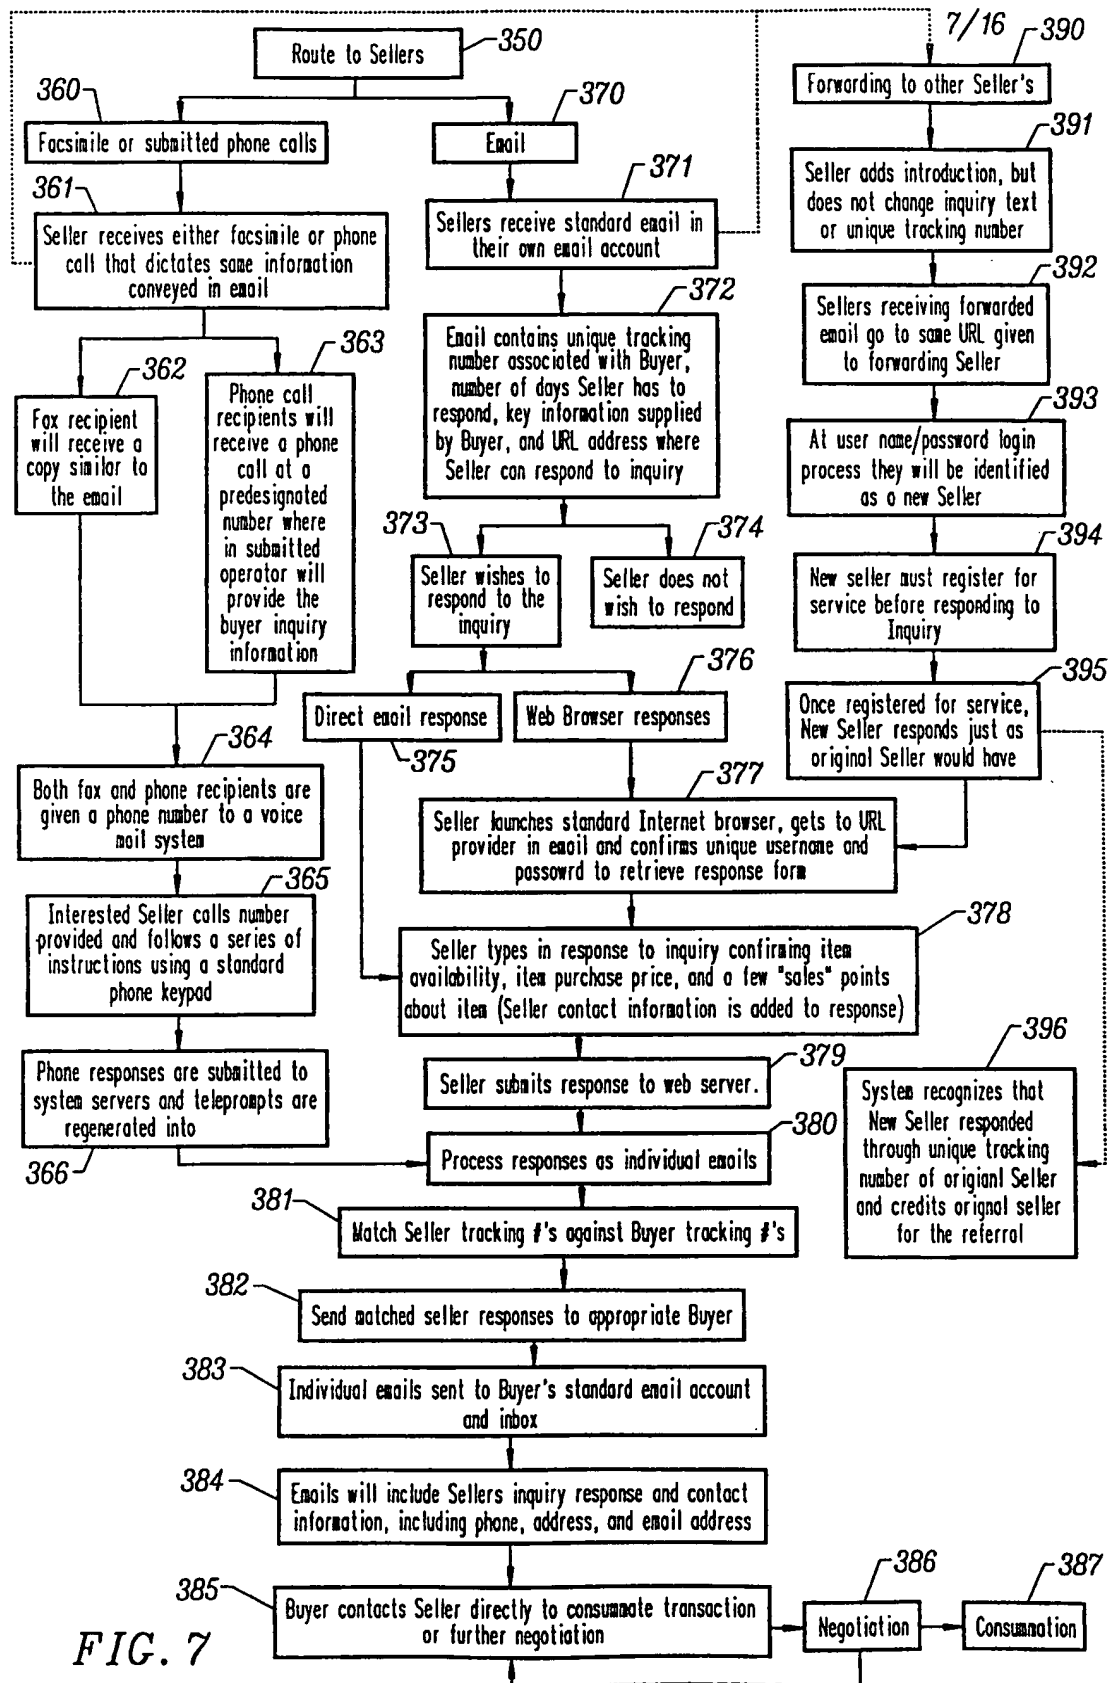 7/16
350
Route to Sellers
360
Facsimile or submitted phone calls
361
Seller receives either facsimile or phone
call that dictates same information
conveyed in email
362
Fax recipient
will receive a
copy similar to
the email
363
Phone call
recipients will
receive a phone
call at a
predesignated
number where
in submitted
operator will
provide the
buyer inquiry
information
364
Both fax and phone recipients are
given a phone number to a voice
mail system
365
Interested Seller calls number
provided and follows a series of
instructions using a standard
phone keypad
Phone responses are submitted to
system servers and teleprompts are
regenerated into
366
370
Email
371
Sellers receive standard email in
their own email account
372
Email contains unique tracking
number associated with Buyer,
number of days Seller has to
respond, key information supplied
by Buyer, and URL address where
Seller can respond to inquiry
373
Seller wishes to
respond to the
inquiry
374
Seller does not
wish to respond
Direct email response
375
376
Web Browser responses
377
Seller launches standard Internet browser, gets to URL
provider in email and confirms unique username and
passowrd to retrieve response form
378
Seller types in response to inquiry confirming item
availability, item purchase price, and a few "sales" points
about item (Seller contact information is added to response)
379
Seller submits response to web server.
380
Process responses as individual emails
381
Match Seller tracking #'s against Buyer tracking #'s
382
Send matched seller responses to appropriate Buyer
383
Individual emails sent to Buyer's standard email account
and inbox
384
Emails will include Sellers inquiry response and contact
information, including phone, address, and email address
385
Buyer contacts Seller directly to consummate transaction
or further negotiation
386
Negotiation
387
Consummation
390
Forwarding to other Seller's
391
Seller adds introduction, but
does not change inquiry text
or unique tracking number
392
Sellers receiving forwarded
email go to same URL given
to forwarding Seller
393
At user name/password login
process they will be identified
as a new Seller
394
New seller must register for
service before responding to
Inquiry
395
Once registered for service,
New Seller responds just as
original Seller would have
396
System recognizes that
New Seller responded
through unique tracking
number of origianl Seller
and credits orignal seller
for the referral
FIG. 7